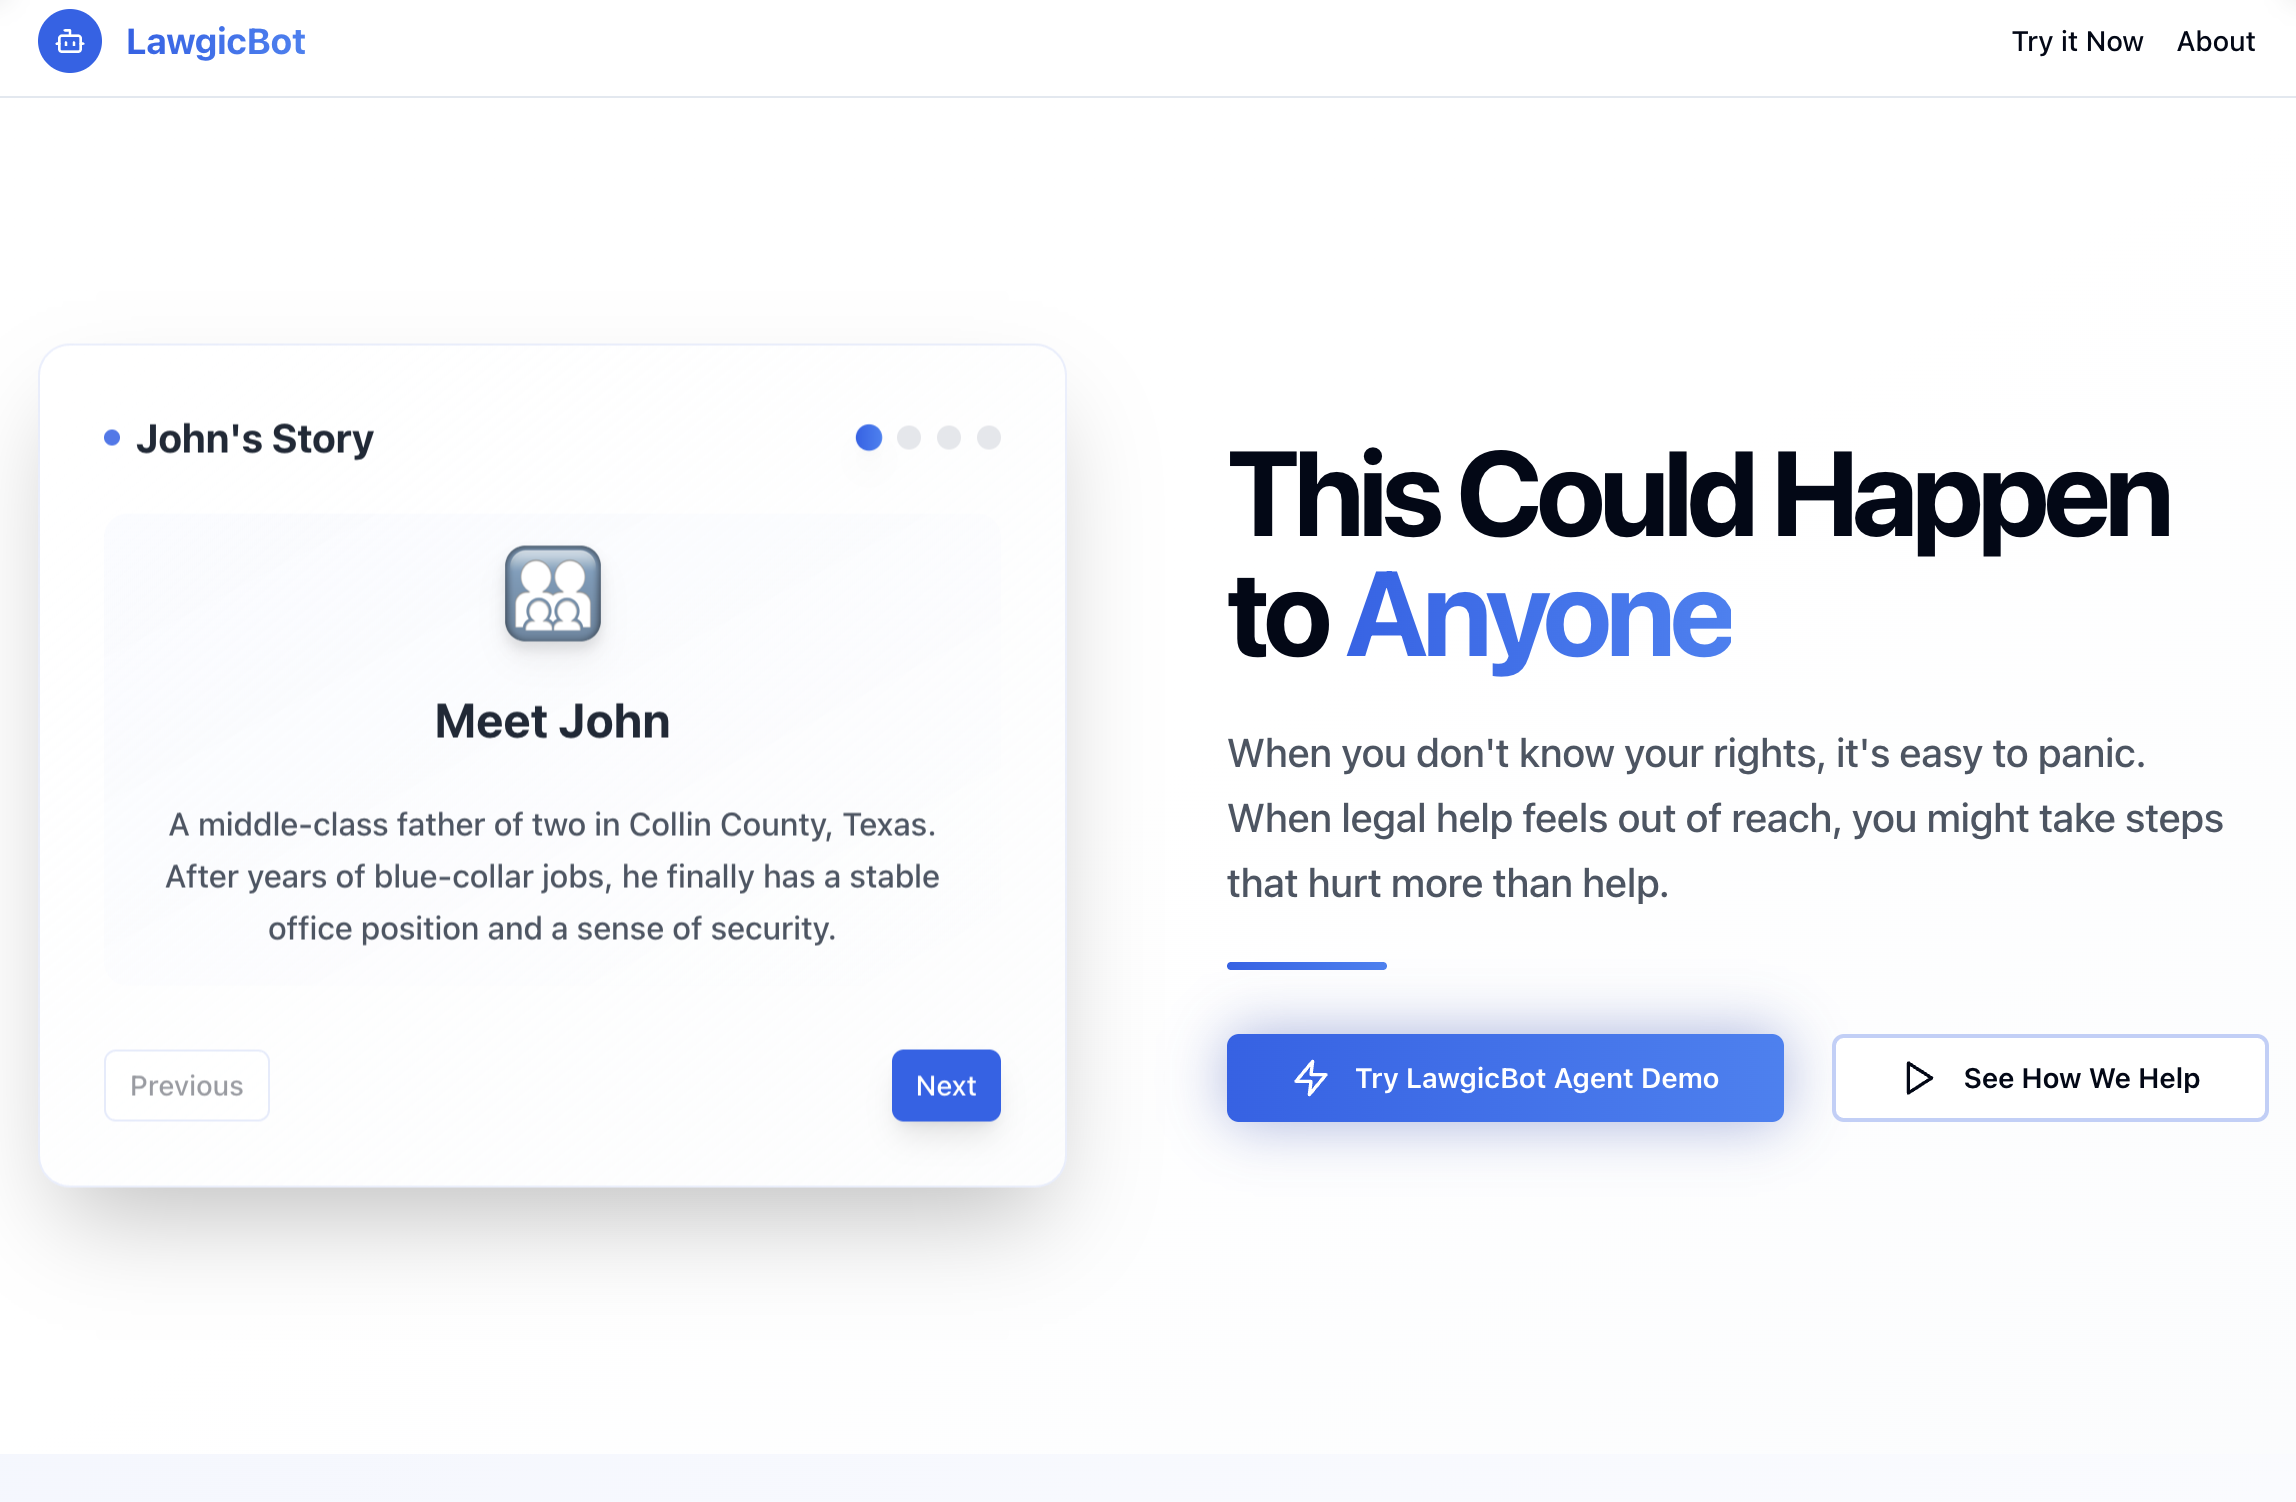 LawgicBot
Try it Now
About
John's Story
Meet John
A middle-class father of two in Collin County, Texas.
After years of blue-collar jobs, he finally has a stable
office position and a sense of security.
Previous
Next
This Could Happen
to Anyone
When you don't know your rights, it's easy to panic.
When legal help feels out of reach, you might take steps
that hurt more than help.
Try LawgicBot Agent Demo
See How We Help